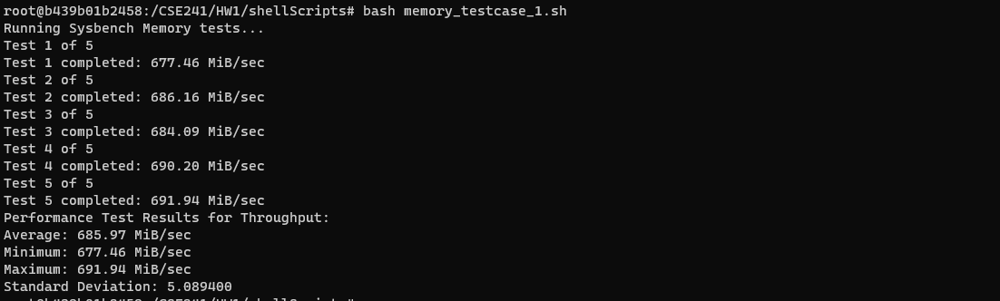 root@b439b01b2458:/CSE241/HW1/shellScripts# bash memory_testcase_1.sh
Running Sysbench Memory tests...
Test 1 of 5
Test 1 completed: 677.46 MiB/sec
Test 2 of 5
Test 2 completed: 686.16 MiB/sec
Test 3 of 5
Test 3 completed: 684.09 MiB/sec
Test 4 of 5
Test 4 completed: 690.20 MiB/sec
Test 5 of 5
Test 5 completed: 691.94 MiB/sec
Performance Test Results for Throughput:
Average: 685.97 MiB/sec
Minimum: 677.46 MiB/sec
Maximum: 691.94 MiB/sec
Standard Deviation: 5.089400